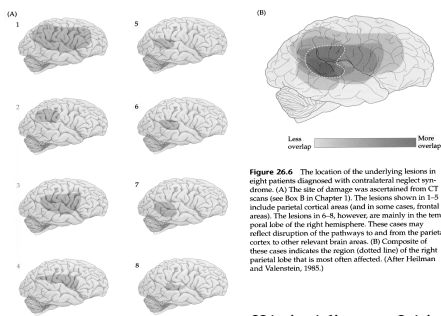 (A)
1
5
2
6
3
7
4
8
(B)
Less
overlap
More
overlap
Figure 26.6 The location of the underlying lesions in
eight patients diagnosed with contralateral neglect syn-
drome. (A) The site of damage was ascertained from CT
scans (see Box B in Chapter 1). The lesions shown in 1–5
include parietal cortical areas (and in some cases, frontal
areas). The lesions in 6–8, however, are mainly in the tem
poral lobe of the right hemisphere. These cases may
reflect disruption of the pathways to and from the parieta
cortex to other relevant brain areas. (B) Composite of
these cases indicates the region (dotted line) of the right
parietal lobe that is most often affected. (After Heilman
and Valenstein, 1985.)